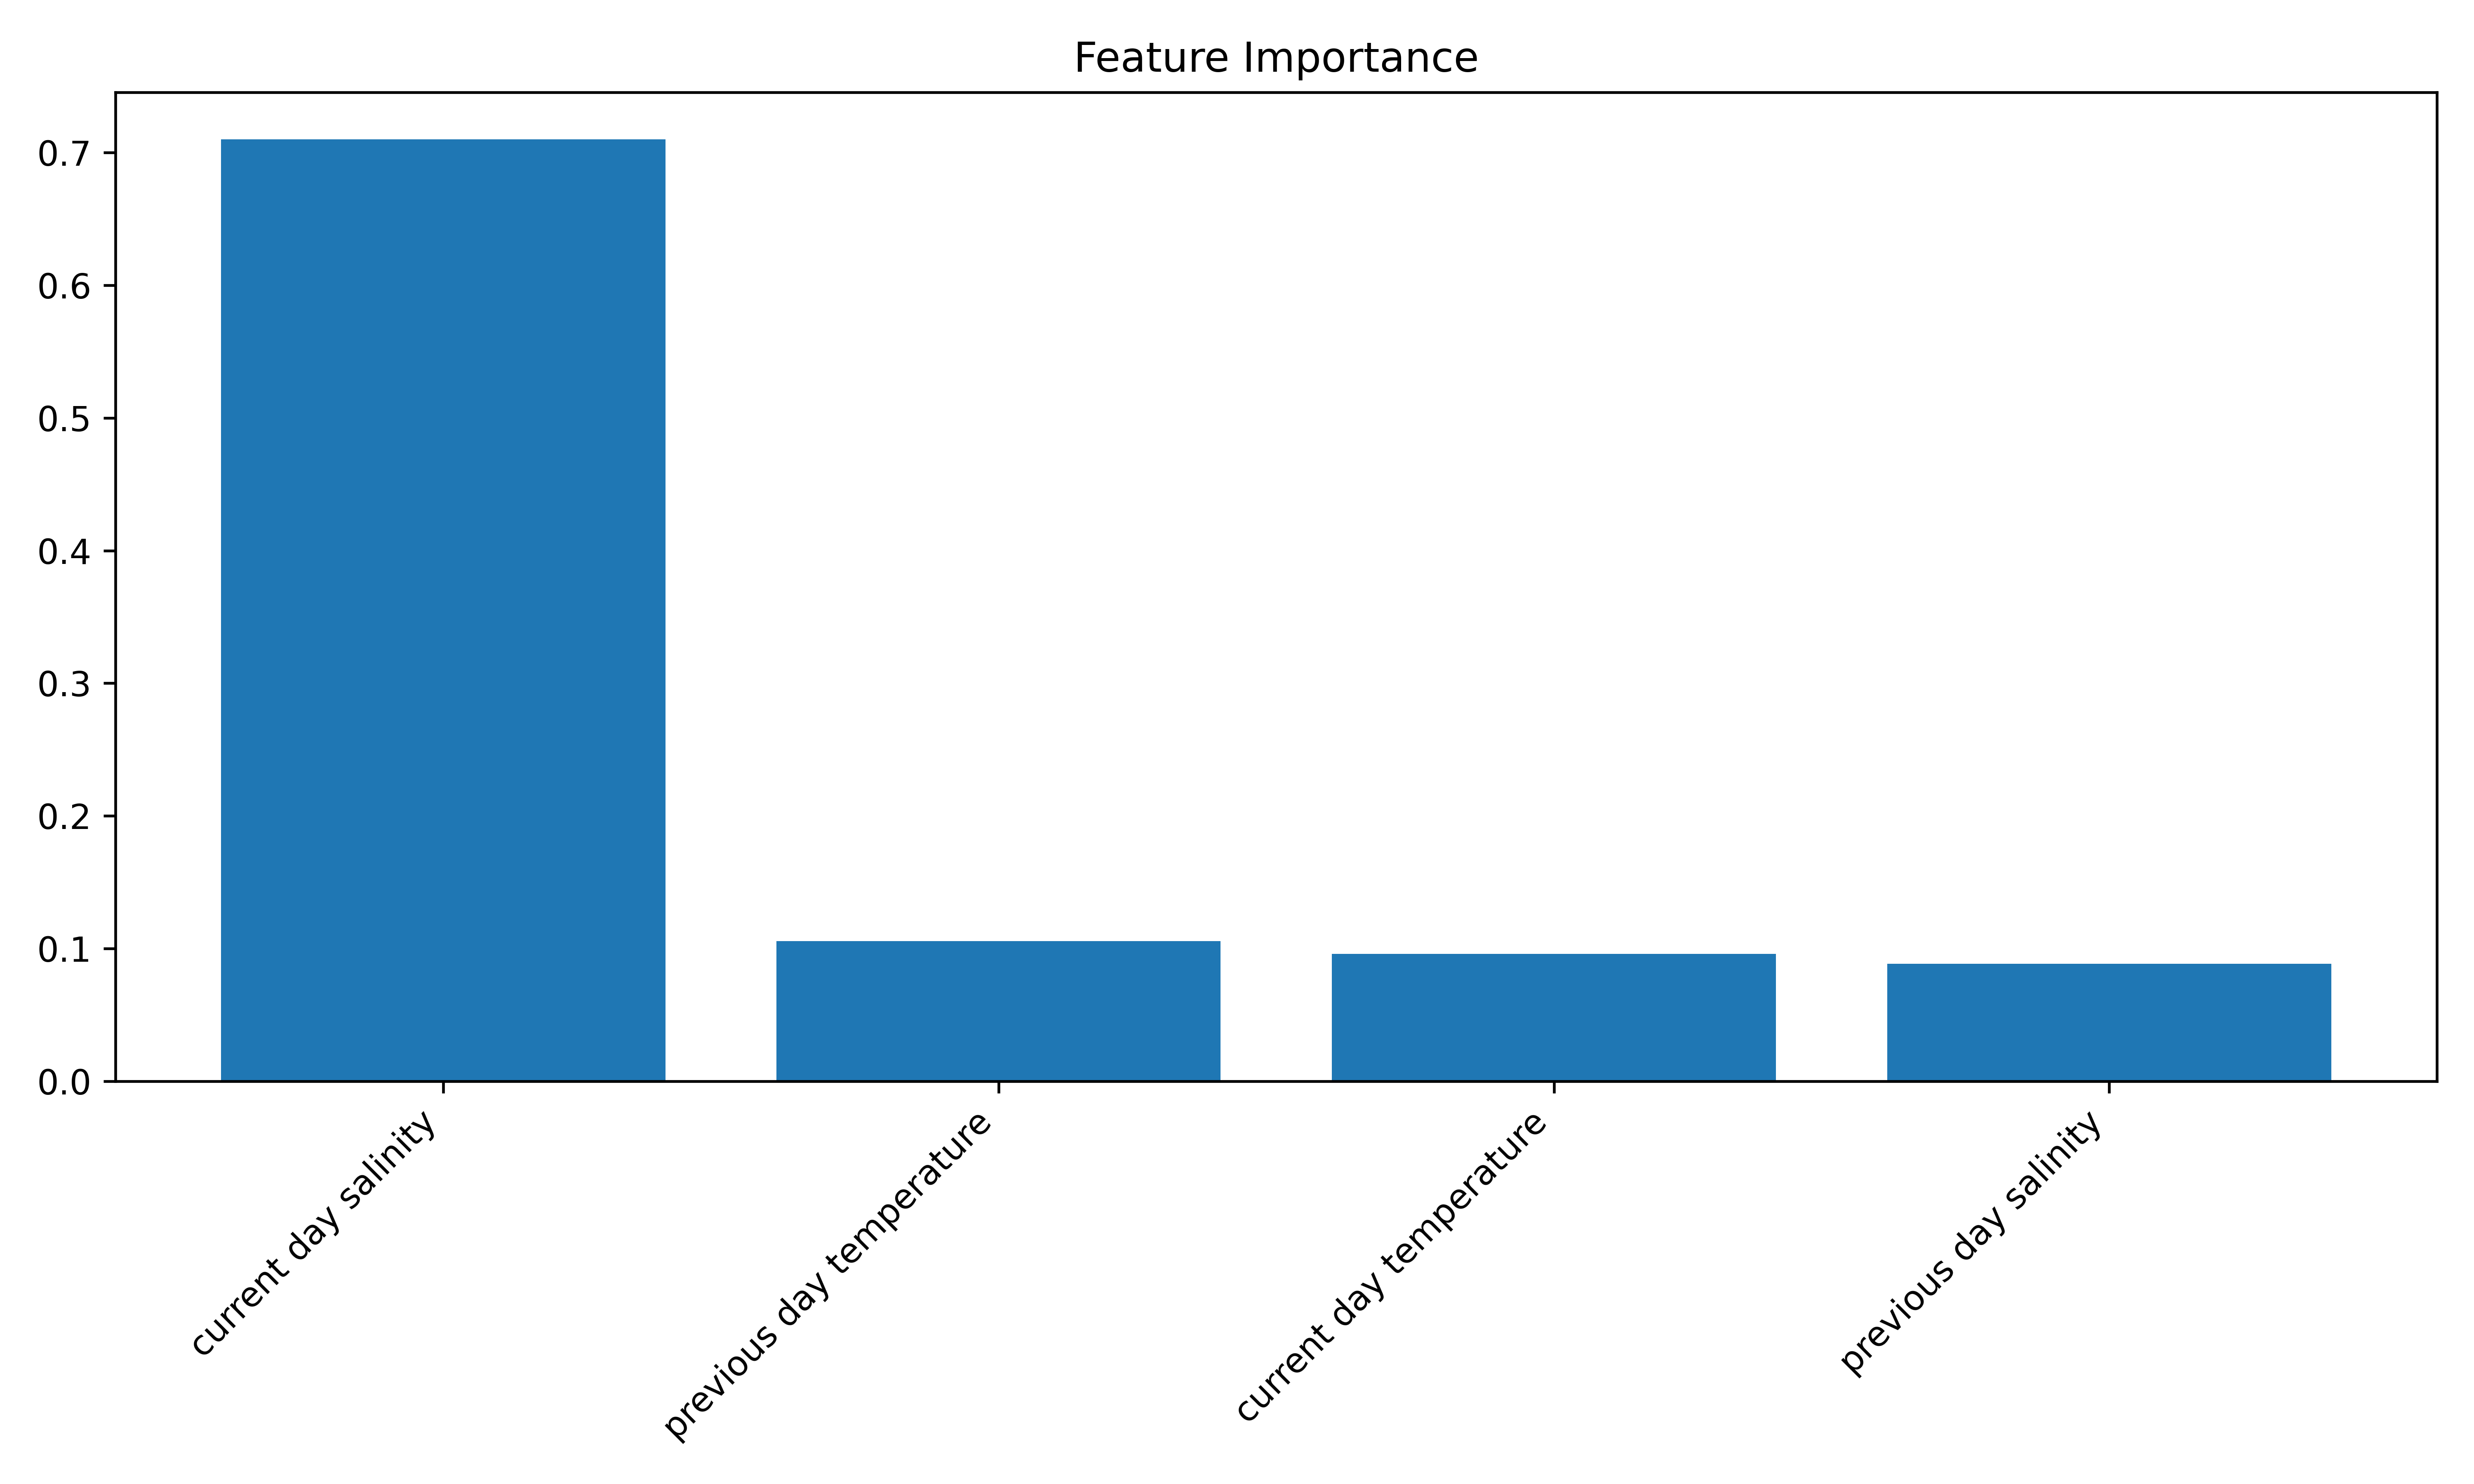 Feature Importance
0.7
0.6
0.5
0.4
0.3
0.2
0.1
0.0
current day salinity
previous day temperature
current day temperature
previous day salinity